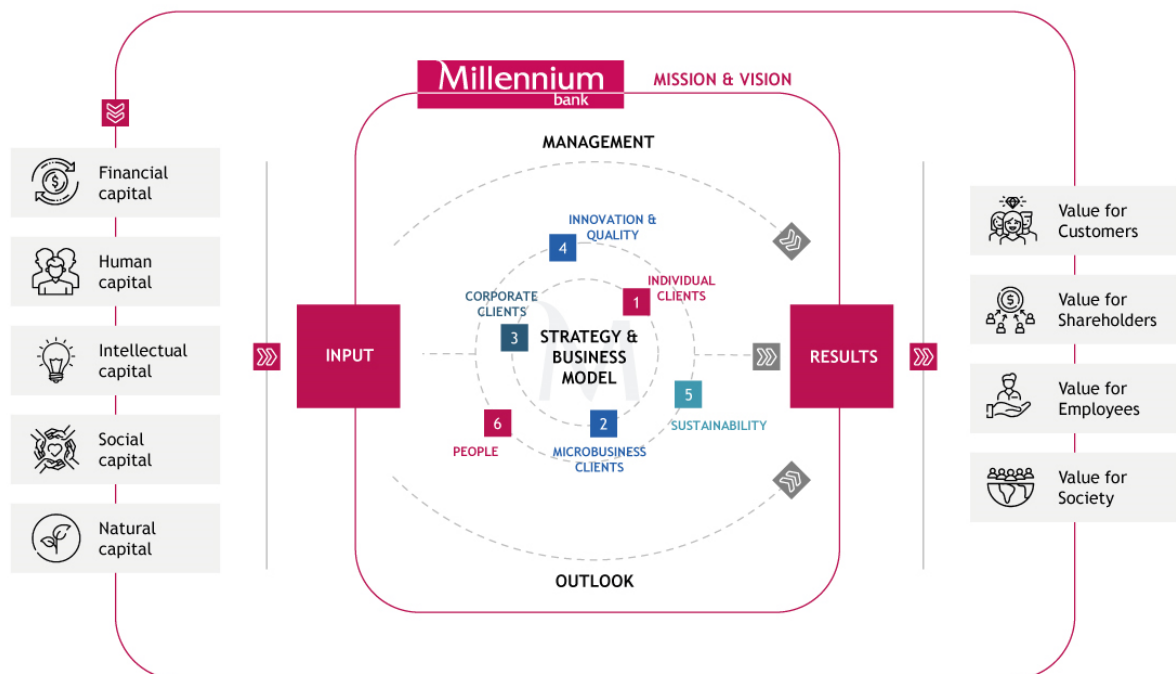 Millennium
bank
MISSION & VISION
MANAGEMENT
Financial
capital
Human
capital
Intellectual
capital
Social
capital
Natural
capital
INPUT
4
INNOVATION &
QUALITY
1
INDIVIDUAL
CLIENTS
CORPORATE
CLIENTS
3
STRATEGY &
BUSINESS
MODEL
5
SUSTAINABILITY
6
PEOPLE
2
MICROBUSINESS
CLIENTS
OUTLOOK
RESULTS
Value for
Customers
Value for
Shareholders
Value for
Employees
Value for
Society